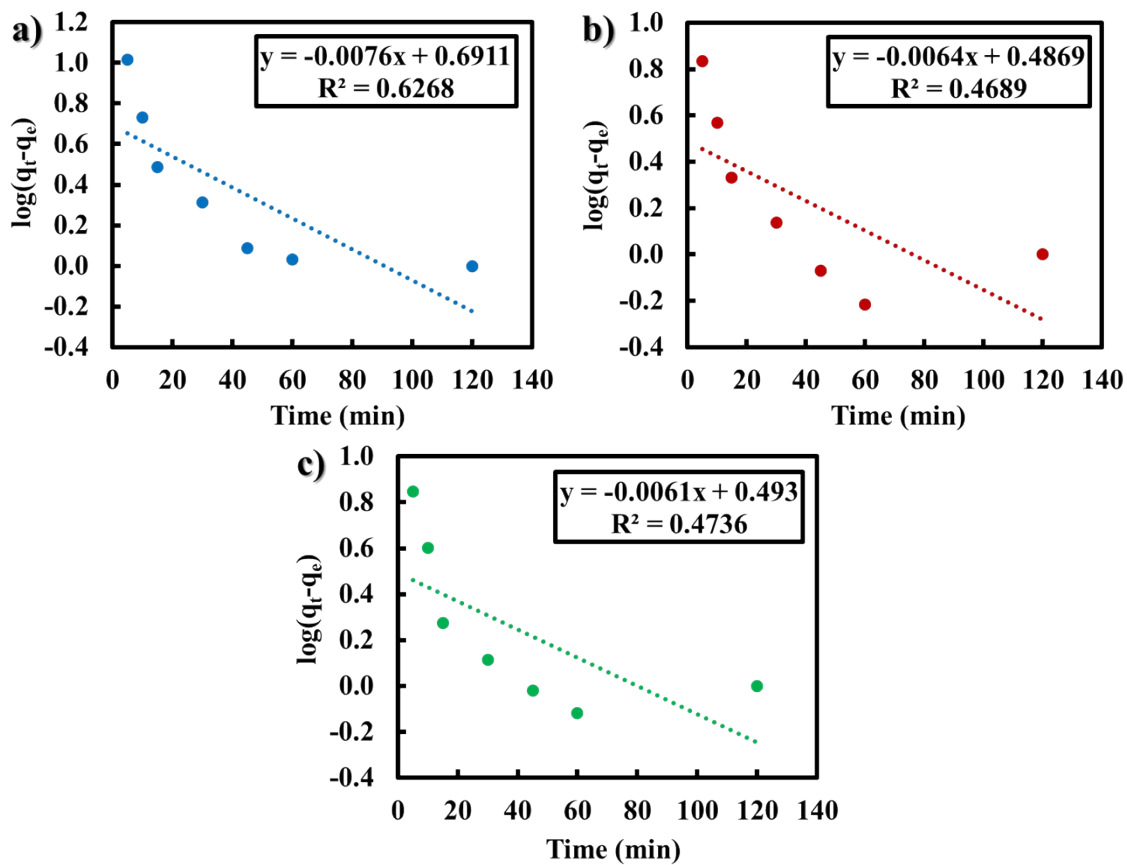 a)
y = -0.0076x + 0.6911
R² = 0.6268
1.2
1.0
0.8
0.6
0.4
0.2
0.0
-0.2
-0.4
log(qt-qe)
0 20 40 60 80 100 120 140
Time (min)
b)
y = -0.0064x + 0.4869
R² = 0.4689
1.0
0.8
0.6
0.4
0.2
0.0
-0.2
-0.4
log(qt-qe)
0 20 40 60 80 100 120 140
Time (min)
c)
y = -0.0061x + 0.493
R² = 0.4736
1.0
0.8
0.6
0.4
0.2
0.0
-0.2
-0.4
log(qt-qe)
0 20 40 60 80 100 120 140
Time (min)